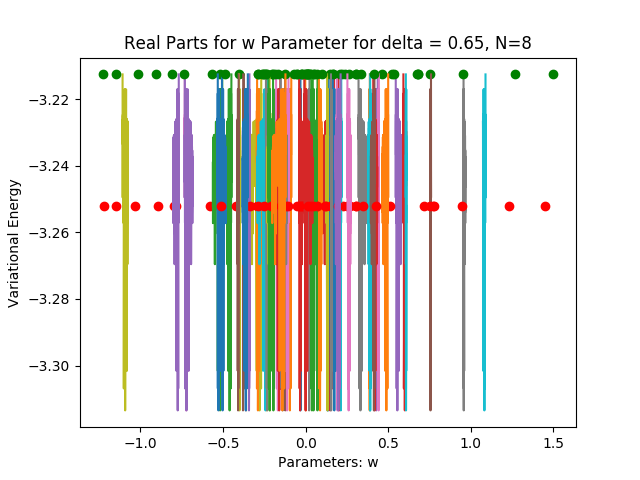 Real Parts for w Parameter for delta = 0.65, N=8
Variational Energy
−3.22
−3.24
−3.26
−3.28
−3.30
−1.0 −0.5 0.0 0.5 1.0 1.5
Parameters: w